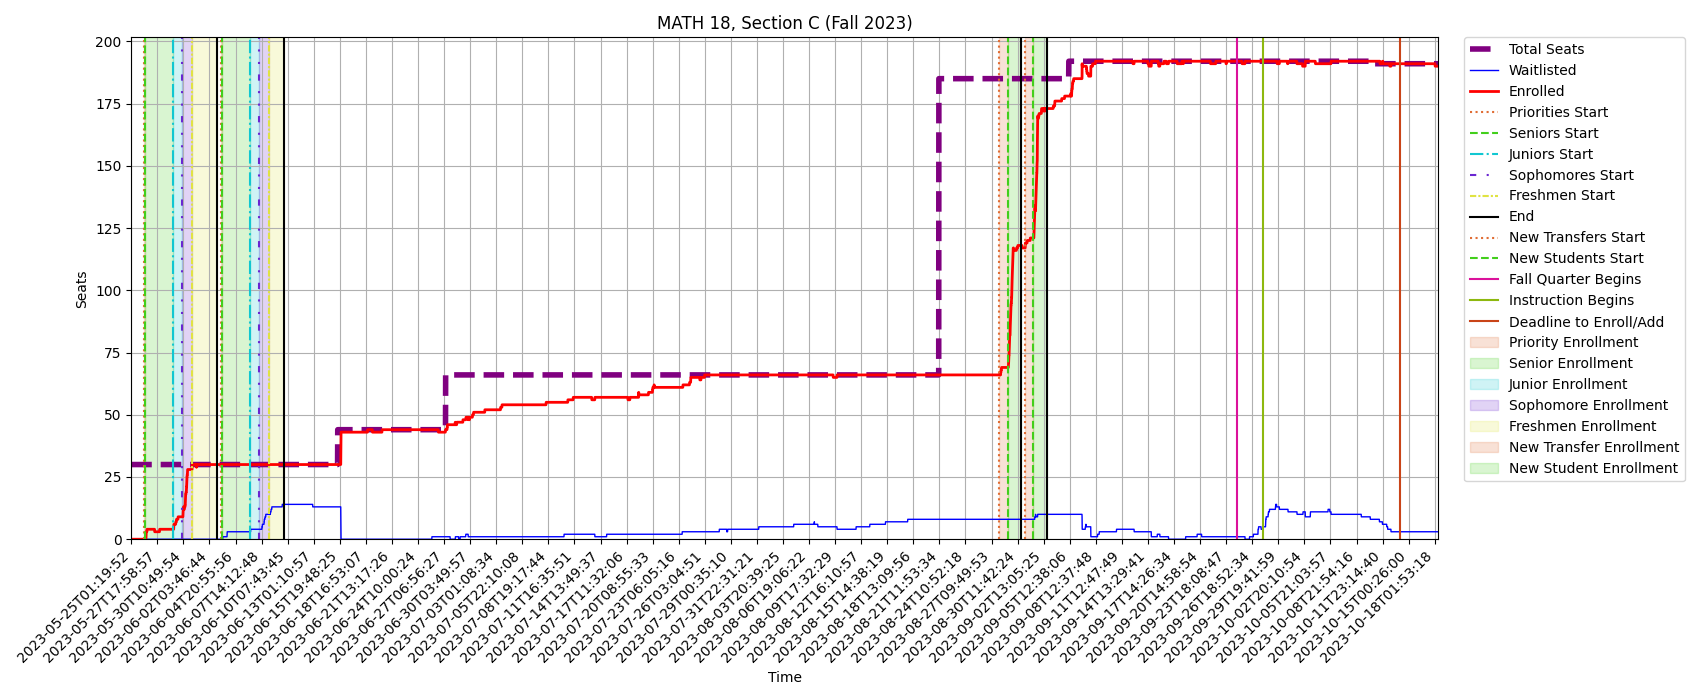 MATH 18, Section C (Fall 2023)
200
175
150
125
100
75
50
25
0
Seats
2023-05-25T01:19:52
2023-05-27T17:58:57
2023-05-30T10:49:54
2023-06-02T03:46:44
2023-06-04T20:55:56
2023-06-07T14:12:48
2023-06-10T07:43:45
2023-06-13T01:10:57
2023-06-15T19:48:25
2023-06-18T16:53:07
2023-06-21T13:17:26
2023-06-24T10:00:24
2023-06-27T06:56:27
2023-06-30T03:49:57
2023-07-03T01:08:34
2023-07-05T22:10:08
2023-07-08T19:17:44
2023-07-11T16:35:51
2023-07-14T13:49:37
2023-07-17T11:32:06
2023-07-20T08:55:33
2023-07-23T06:05:16
2023-07-26T03:04:51
2023-07-29T00:35:10
2023-07-31T22:31:21
2023-08-03T20:39:25
2023-08-06T19:06:22
2023-08-09T17:32:29
2023-08-12T16:10:57
2023-08-15T14:38:19
2023-08-18T13:09:56
2023-08-21T11:53:34
2023-08-24T10:52:18
2023-08-27T09:49:53
2023-08-30T11:42:24
2023-09-02T13:05:25
2023-09-05T12:38:06
2023-09-08T12:37:48
2023-09-11T12:47:49
2023-09-14T13:29:41
2023-09-17T14:26:34
2023-09-20T14:58:54
2023-09-23T18:08:47
2023-09-26T18:52:34
2023-09-29T19:41:59
2023-10-02T20:10:54
2023-10-05T21:03:57
2023-10-08T21:54:16
2023-10-11T23:14:40
2023-10-15T00:26:00
2023-10-18T01:53:18
Time
Total Seats
Waitlisted
Enrolled
Priorities Start
Seniors Start
Juniors Start
Sophomores Start
Freshmen Start
End
New Transfers Start
New Students Start
Fall Quarter Begins
Instruction Begins
Deadline to Enroll/Add
Priority Enrollment
Senior Enrollment
Junior Enrollment
Sophomore Enrollment
Freshmen Enrollment
New Transfer Enrollment
New Student Enrollment